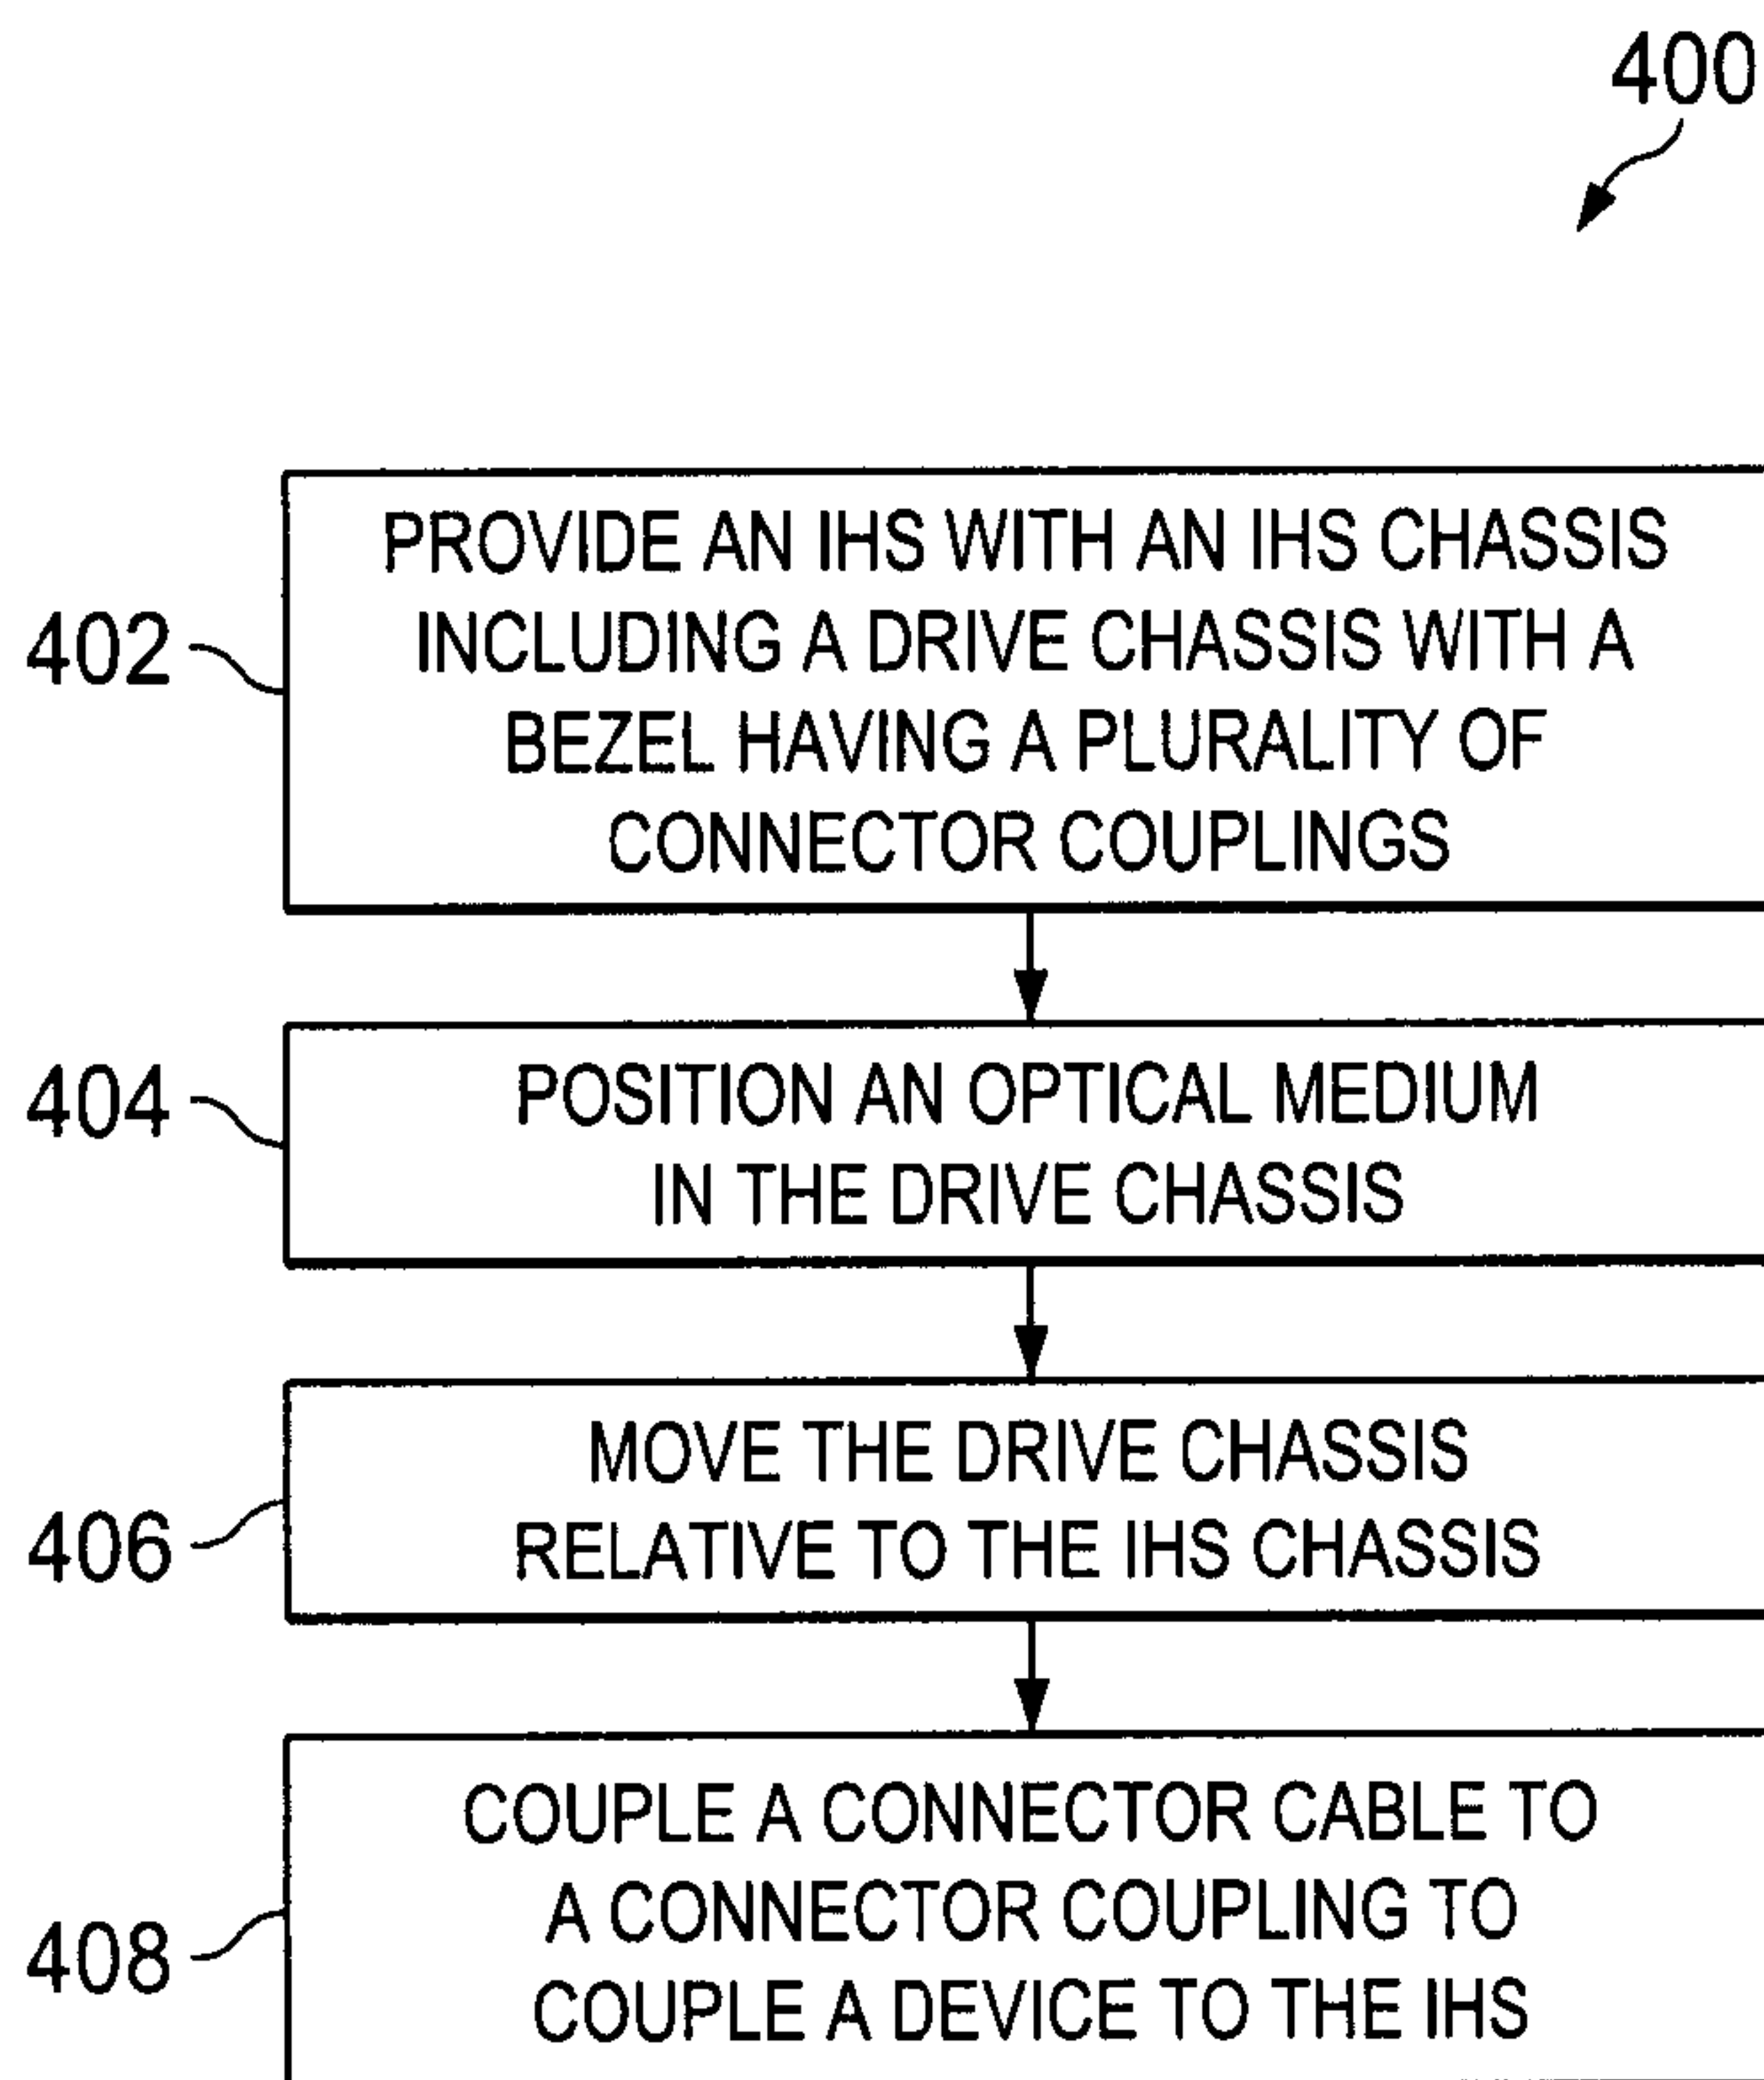 400
402
PROVIDE AN IHS WITH AN IHS CHASSIS
INCLUDING A DRIVE CHASSIS WITH A
BEZEL HAVING A PLURALITY OF
CONNECTOR COUPLINGS
404
POSITION AN OPTICAL MEDIUM
IN THE DRIVE CHASSIS
406
MOVE THE DRIVE CHASSIS
RELATIVE TO THE IHS CHASSIS
408
COUPLE A CONNECTOR CABLE TO
A CONNECTOR COUPLING TO
COUPLE A DEVICE TO THE IHS